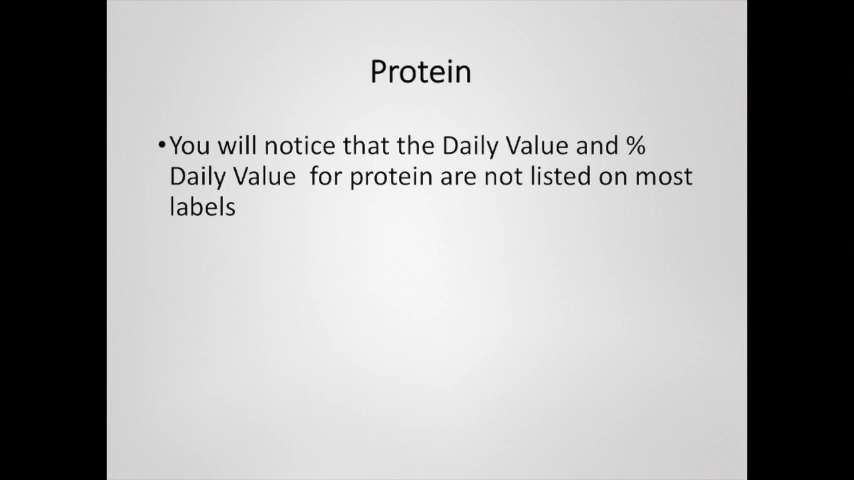 Protein
•You will notice that the Daily Value and %
Daily Value  for protein are not listed on most
labels